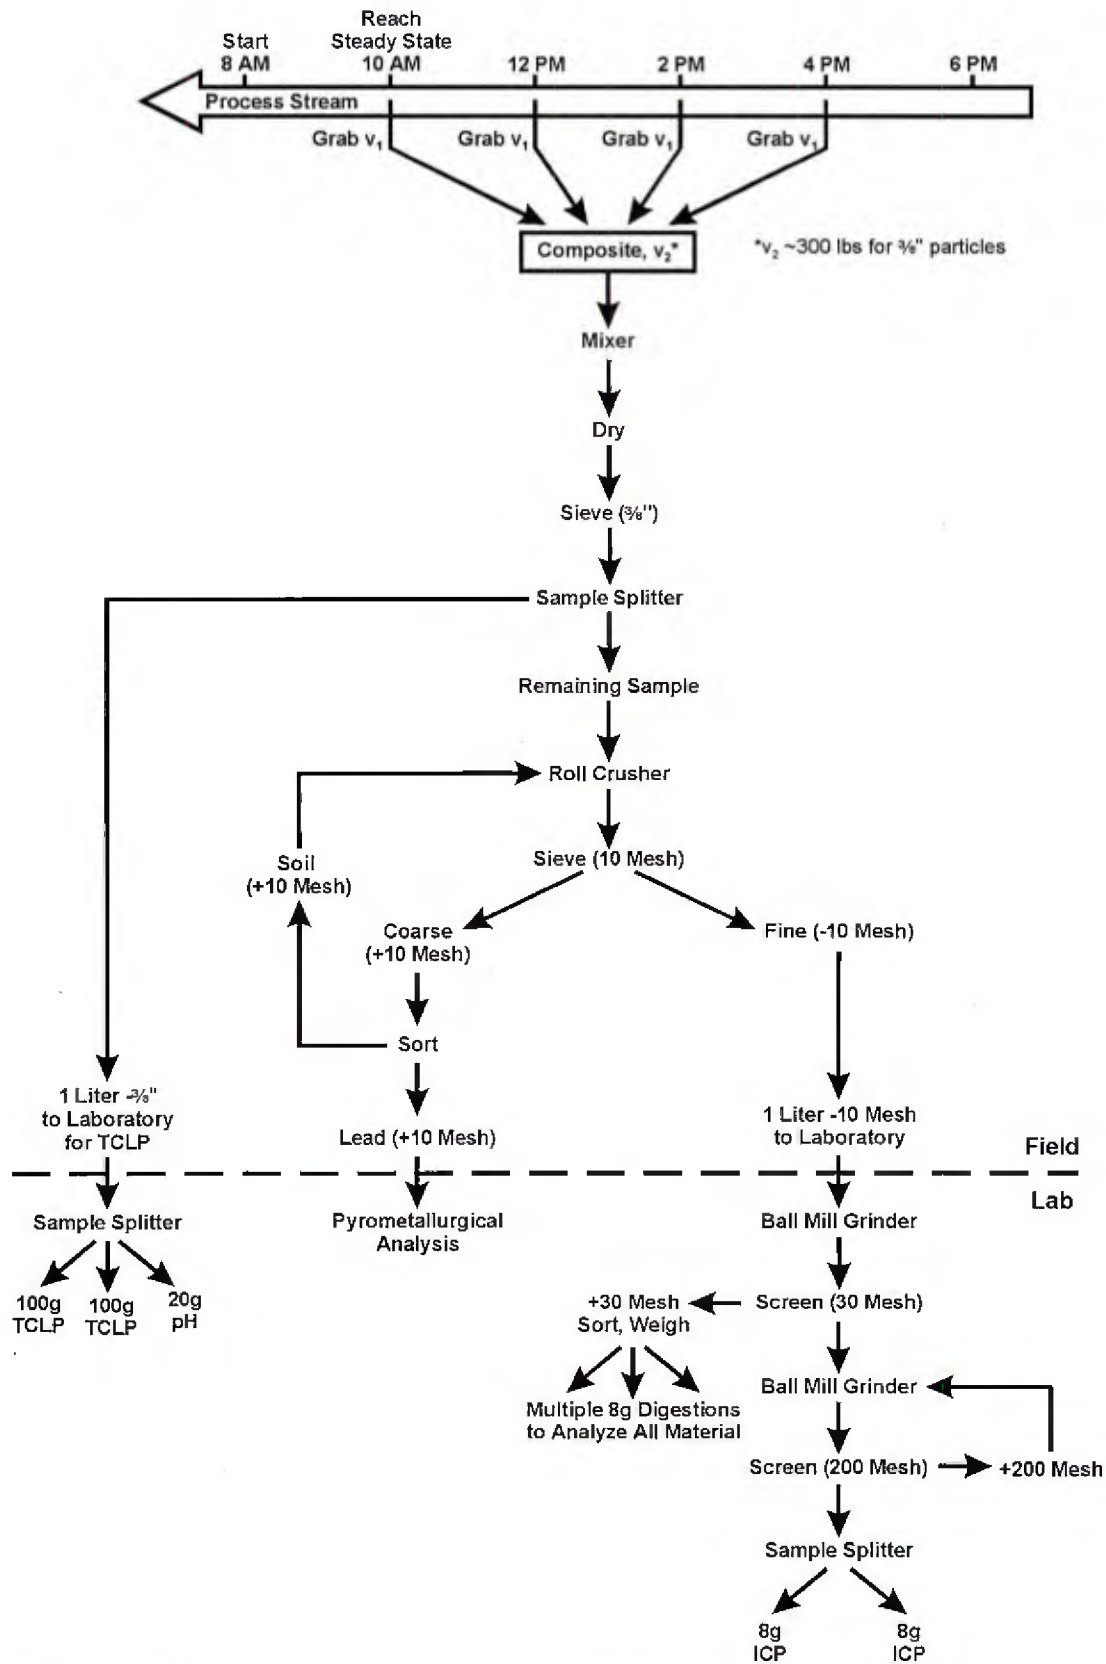 Reach
Start Steady State
8 AM 10 AM 12 PM 2 PM 4 PM 6 PM
Process Stream
Grab v₁ Grab v₁ Grab v₁ Grab v₁
Composite, v₂* *v₂ ~300 lbs for ⅜" particles
Mixer
Dry
Sieve (⅜")
Sample Splitter
Remaining Sample
Roll Crusher
Sieve (10 Mesh)
Soil
(+10 Mesh)
Coarse
(+10 Mesh)
Fine (-10 Mesh)
Sort
1 Liter -⅜"
to Laboratory
for TCLP
Lead (+10 Mesh)
1 Liter -10 Mesh
to Laboratory
Field
Lab
Sample Splitter
100g
TCLP
100g
TCLP
20g
pH
Pyrometallurgical
Analysis
Ball Mill Grinder
Screen (30 Mesh)
+30 Mesh
Sort, Weigh
Multiple 8g Digestions
to Analyze All Material
Ball Mill Grinder
Screen (200 Mesh)
+200 Mesh
Sample Splitter
8g
ICP
8g
ICP